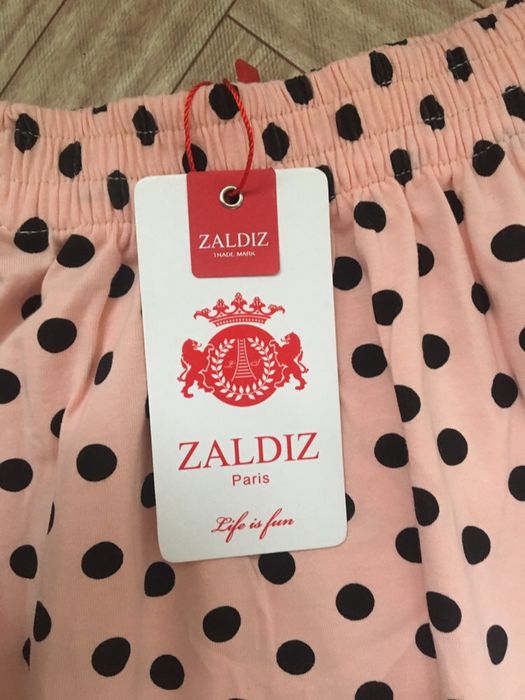 ZALDIZ
TRADE MARK
ZALDIZ
Paris
Life is fun